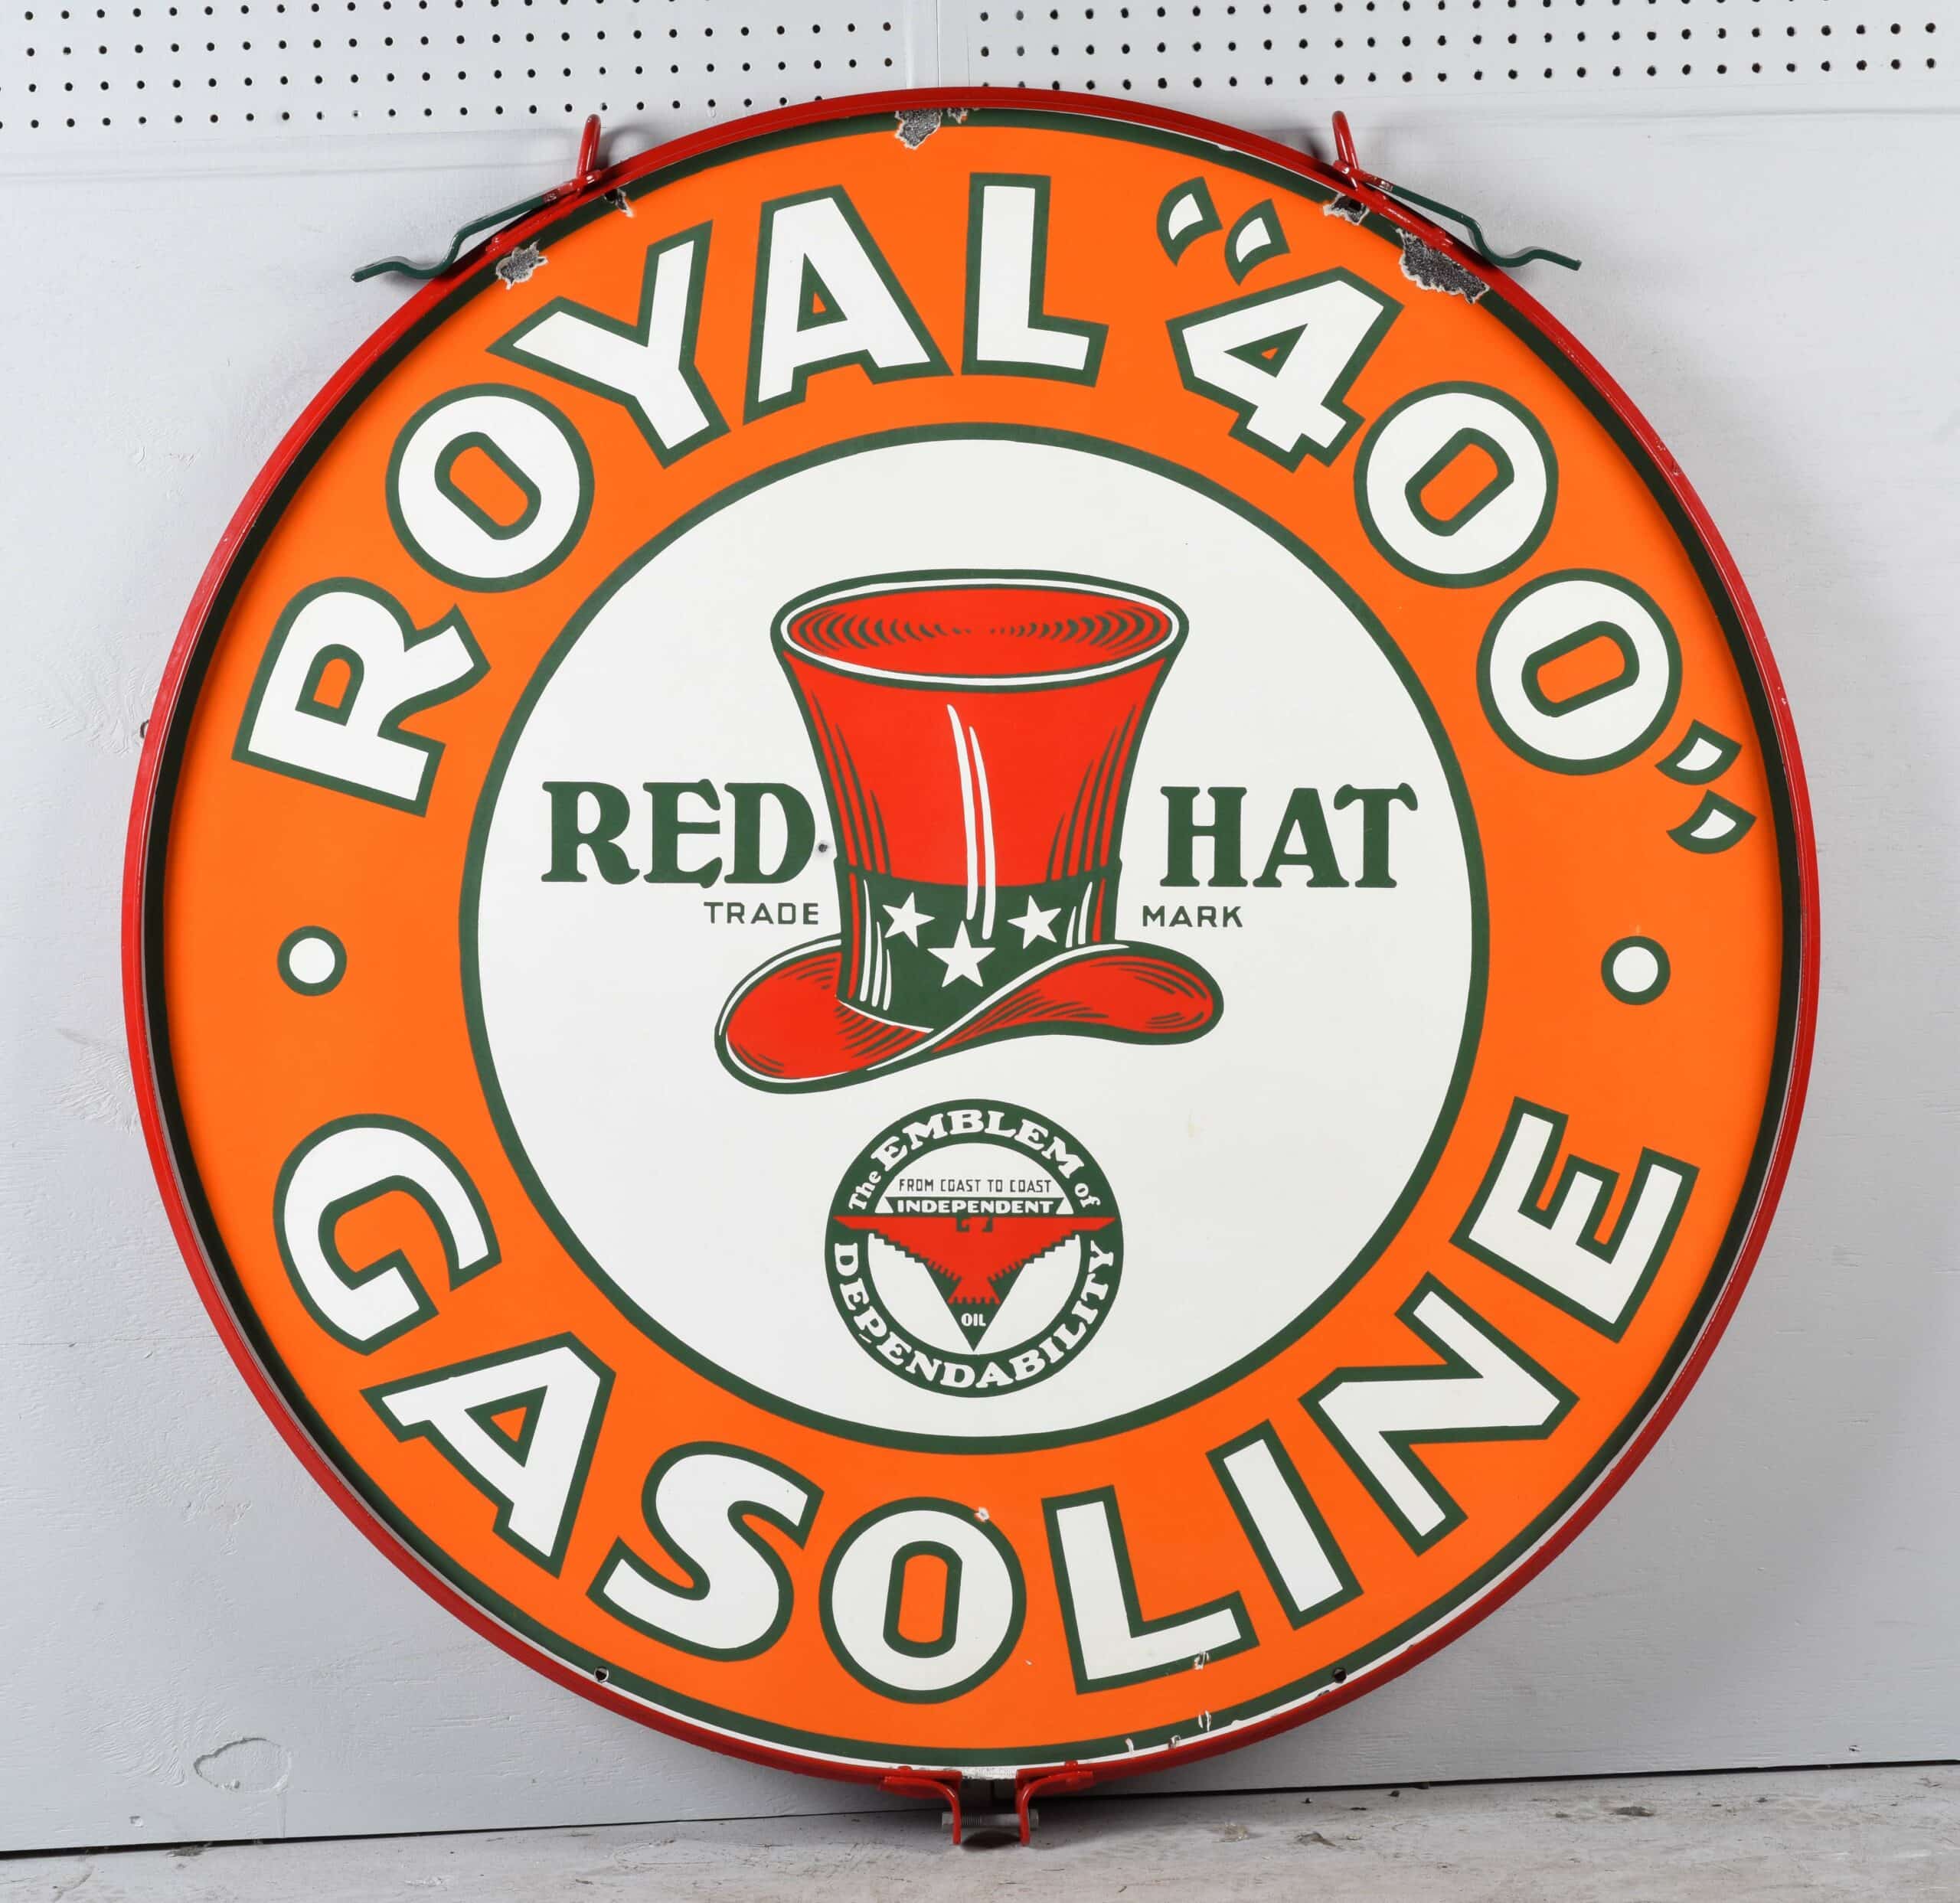 ROYAL "400"
RED HAT
TRADE MARK
The EMBLEM of
FROM COAST TO COAST
INDEPENDENT
OIL
DEPENDABILITY
GASOLINE